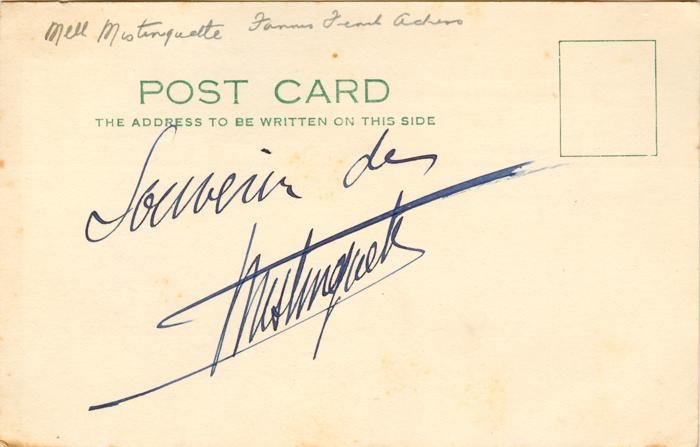 Mell Mistinguette Famous French Actress
POST CARD
THE ADDRESS TO BE WRITTEN ON THIS SIDE
Souvenir de
Mistinguett